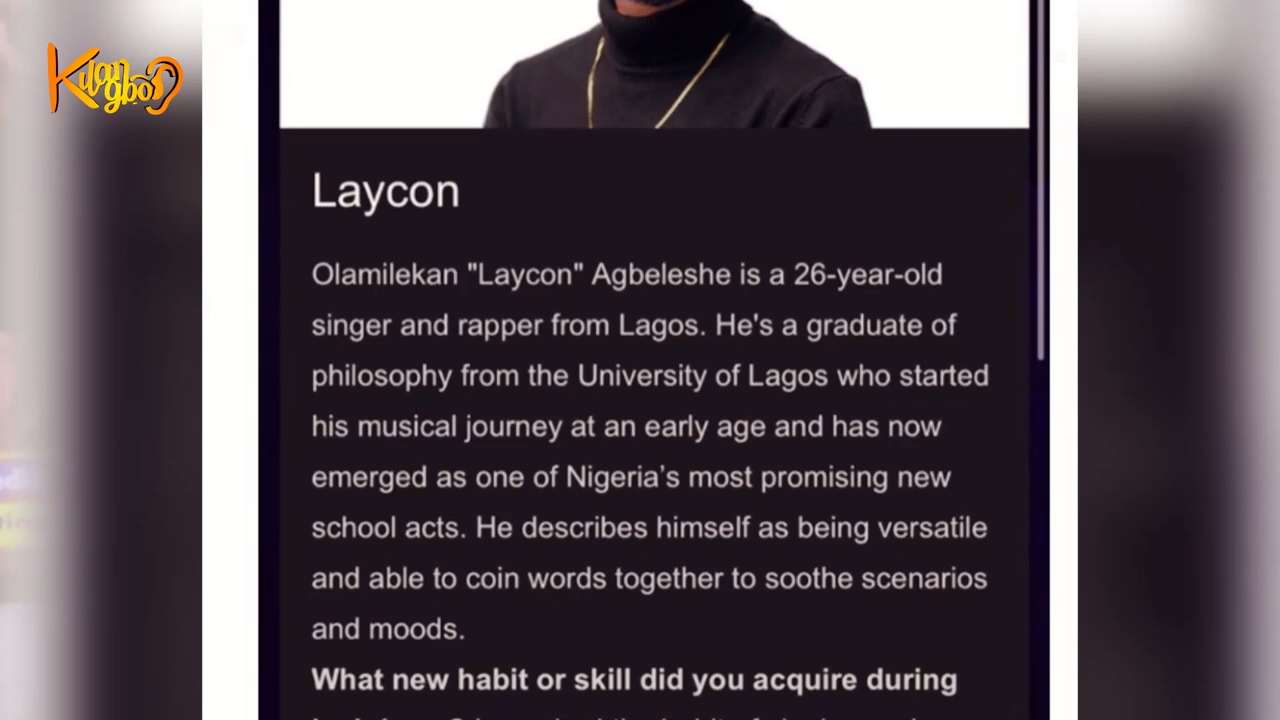 Kilan
gbọ́
Laycon
Olamilekan "Laycon" Agbeleshe is a 26-year-old
singer and rapper from Lagos. He's a graduate of
philosophy from the University of Lagos who started
his musical journey at an early age and has now
emerged as one of Nigeria’s most promising new
school acts. He describes himself as being versatile
and able to coin words together to soothe scenarios
and moods.
What new habit or skill did you acquire during